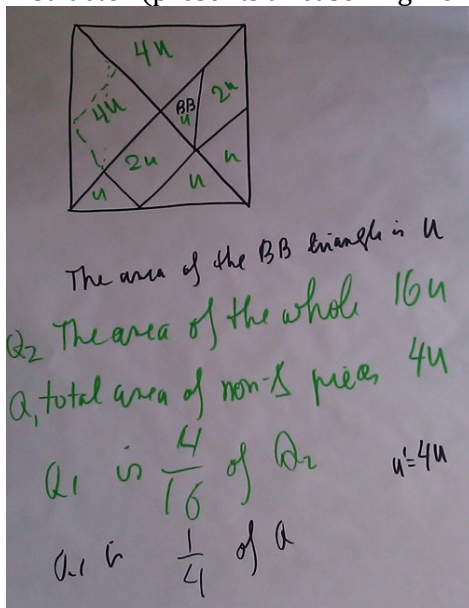 4u
4u
BB
u
2u
2u
u
u
u
The area of the BB triangle is u
Q2 The area of the whole 16u
Q1 total area of non-Δ pieces 4u
Q1 is 4/16 of Q2
u'=4u
Q1 is 1/4 of Q